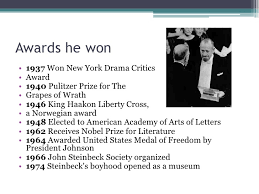 Awards he won
• 1937 Won New York Drama Critics
• Award
• 1940 Pulitzer Prize for The
• Grapes of Wrath
• 1946 King Haakon Liberty Cross,
• a Norwegian award
• 1948 Elected to American Academy of Arts of Letters
• 1962 Receives Nobel Prize for Literature
• 1964 Awarded United States Medal of Freedom by
President Johnson
• 1966 John Steinbeck Society organized
• 1974 Steinbeck's boyhood opened as a museum